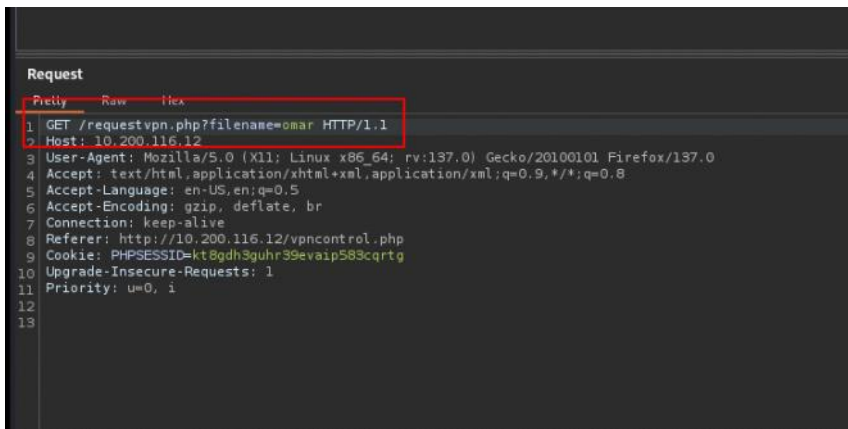 Request
Pretty Raw Hex
1 GET /requestvpn.php?filename=omar HTTP/1.1
2 Host: 10.200.116.12
3 User-Agent: Mozilla/5.0 (X11; Linux x86_64; rv:137.0) Gecko/20100101 Firefox/137.0
4 Accept: text/html,application/xhtml+xml,application/xml;q=0.9,*/*;q=0.8
5 Accept-Language: en-US,en;q=0.5
6 Accept-Encoding: gzip, deflate, br
7 Connection: keep-alive
8 Referer: http://10.200.116.12/vpncontrol.php
9 Cookie: PHPSESSID=kt8gdh3guhr39evaip583cqrtg
10 Upgrade-Insecure-Requests: 1
11 Priority: u=0, i
12
13